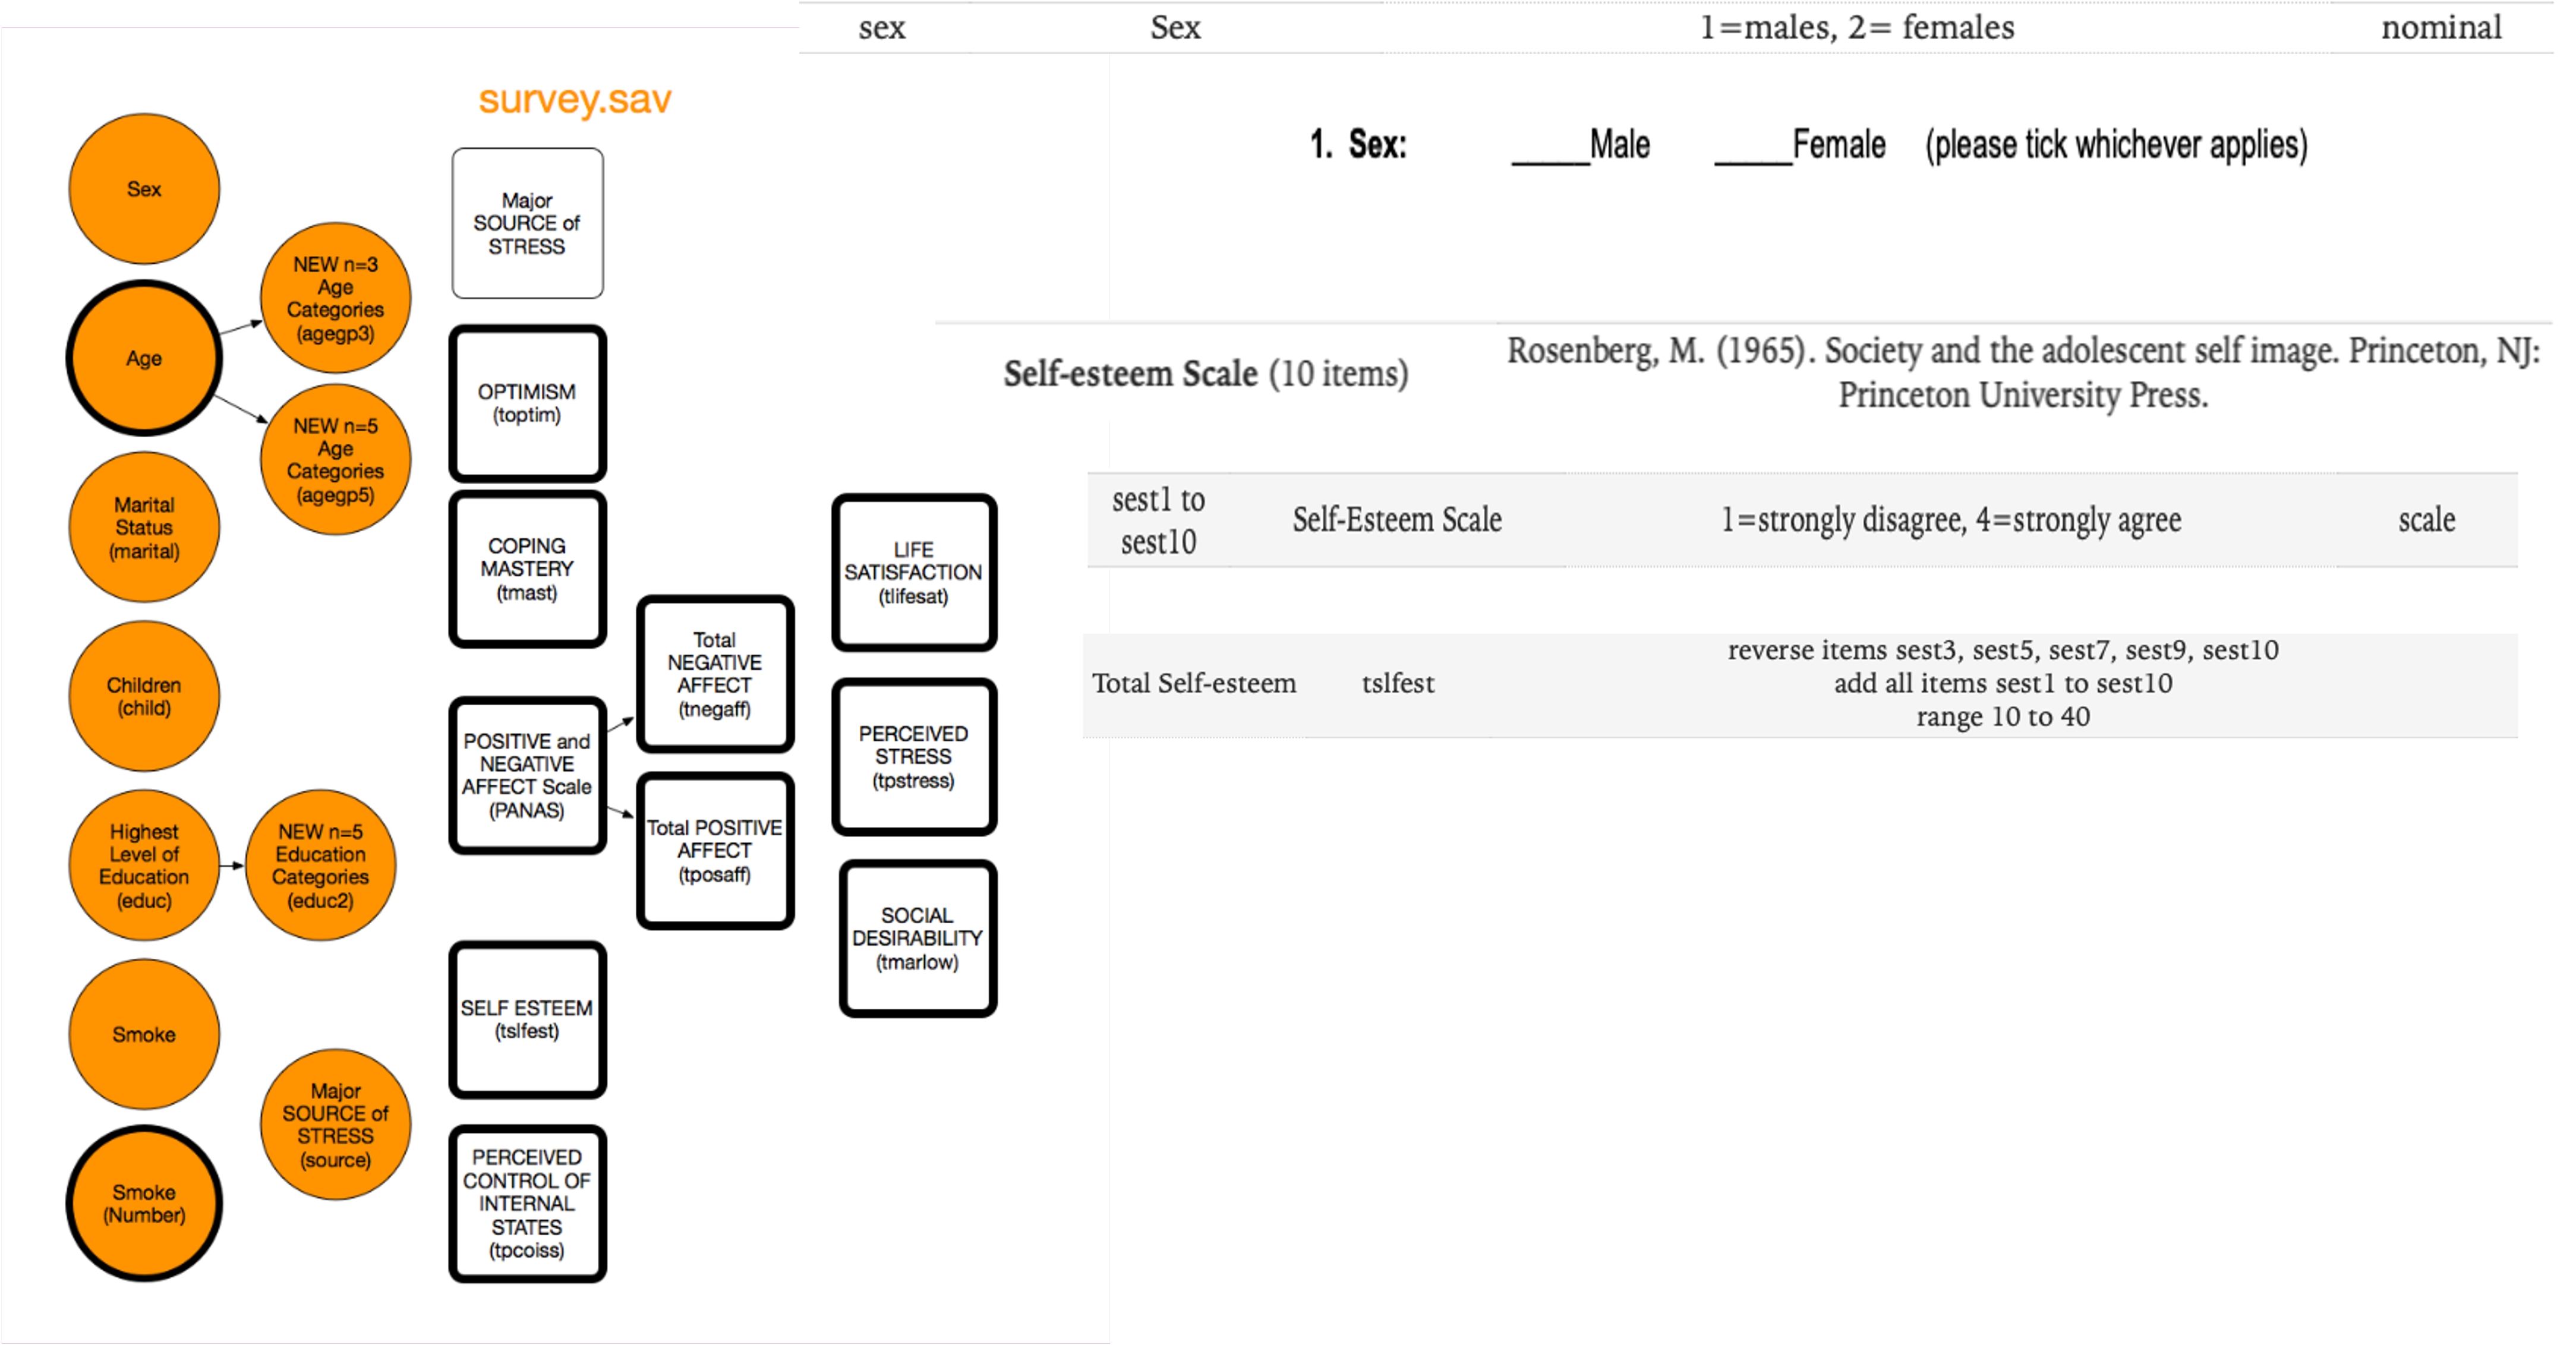 sex Sex 1=males, 2= females nominal
survey.sav
1. Sex: _____Male _____Female (please tick whichever applies)
Sex
NEW n=3
Age
Categories
(agegp3)
Age
NEW n=5
Age
Categories
(agegp5)
Marital
Status
(marital)
Children
(child)
Highest
Level of
Education
(educ)
NEW n=5
Education
Categories
(educ2)
Smoke
Major
SOURCE of
STRESS
(source)
Smoke
(Number)
Major
SOURCE of
STRESS
OPTIMISM
(toptim)
COPING
MASTERY
(tmast)
POSITIVE and
NEGATIVE
AFFECT Scale
(PANAS)
SELF ESTEEM
(tslfest)
PERCEIVED
CONTROL OF
INTERNAL
STATES
(tpcoiss)
Total
NEGATIVE
AFFECT
(tnegaff)
Total POSITIVE
AFFECT
(tposaff)
LIFE
SATISFACTION
(tlifesat)
PERCEIVED
STRESS
(tpstress)
SOCIAL
DESIRABILITY
(tmarlow)
Self-esteem Scale (10 items)
Rosenberg, M. (1965). Society and the adolescent self image. Princeton, NJ:
Princeton University Press.
sest1 to
sest10
Self-Esteem Scale
1=strongly disagree, 4=strongly agree
scale
Total Self-esteem
tslfest
reverse items sest3, sest5, sest7, sest9, sest10
add all items sest1 to sest10
range 10 to 40